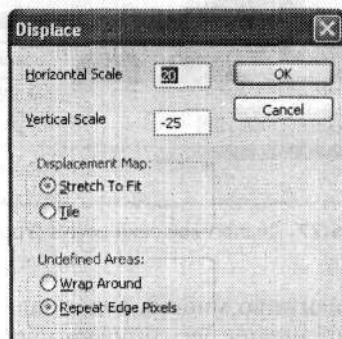 Displace
Horizontal Scale 20 OK
Vertical Scale -25 Cancel
Displacement Map:
Stretch To Fit
Tile
Undefined Areas:
Wrap Around
Repeat Edge Pixels